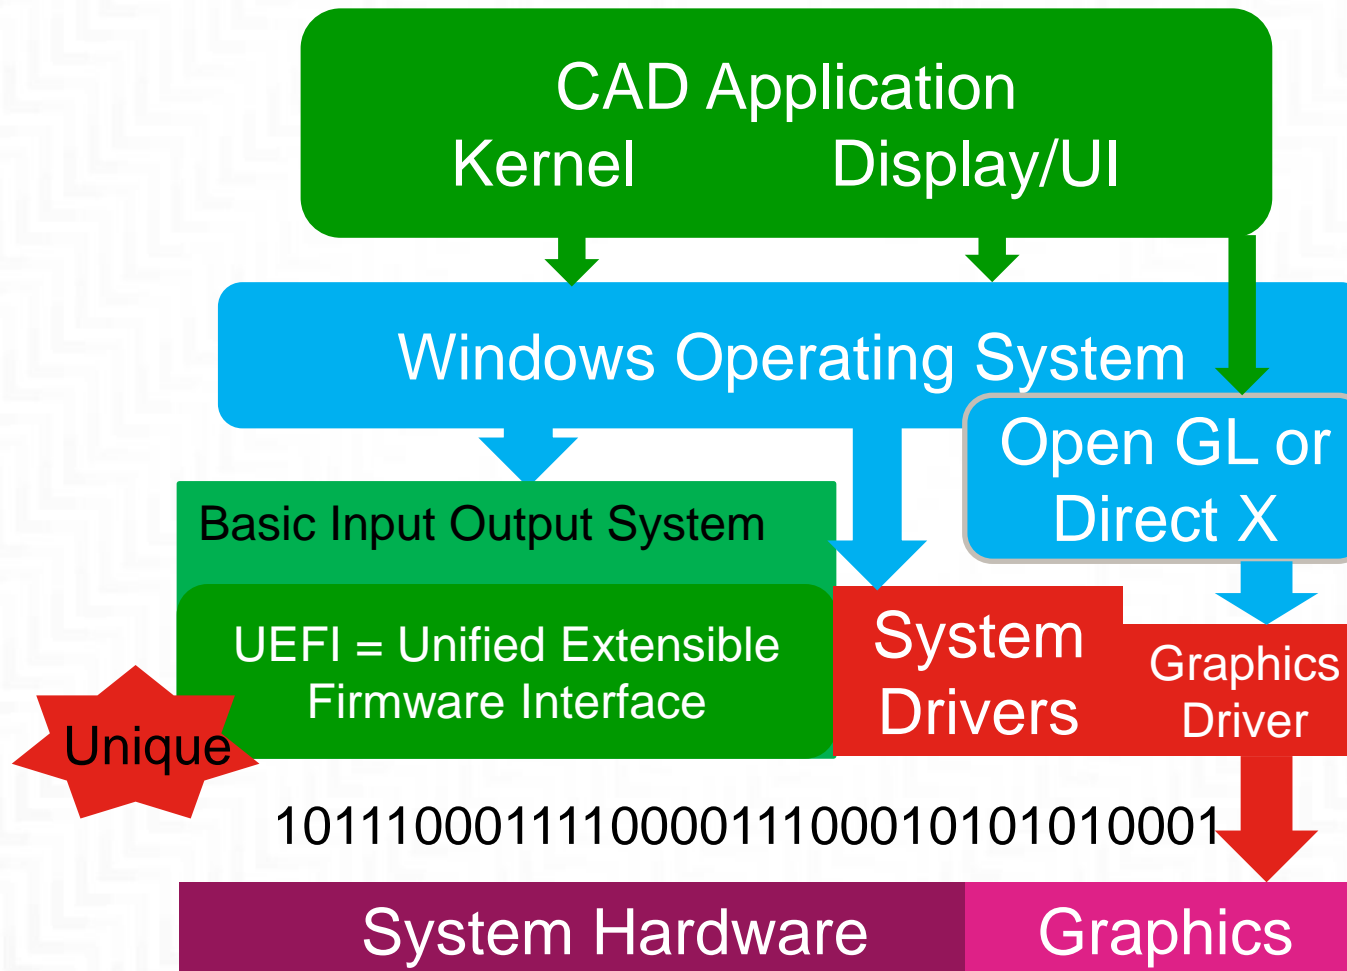 CAD Application
Kernel Display/UI
Windows Operating System
Open GL or
Direct X
Basic Input Output System
UEFI = Unified Extensible
Firmware Interface
System
Drivers
Graphics
Driver
Unique
101110001111000011100010101010001
System Hardware
Graphics